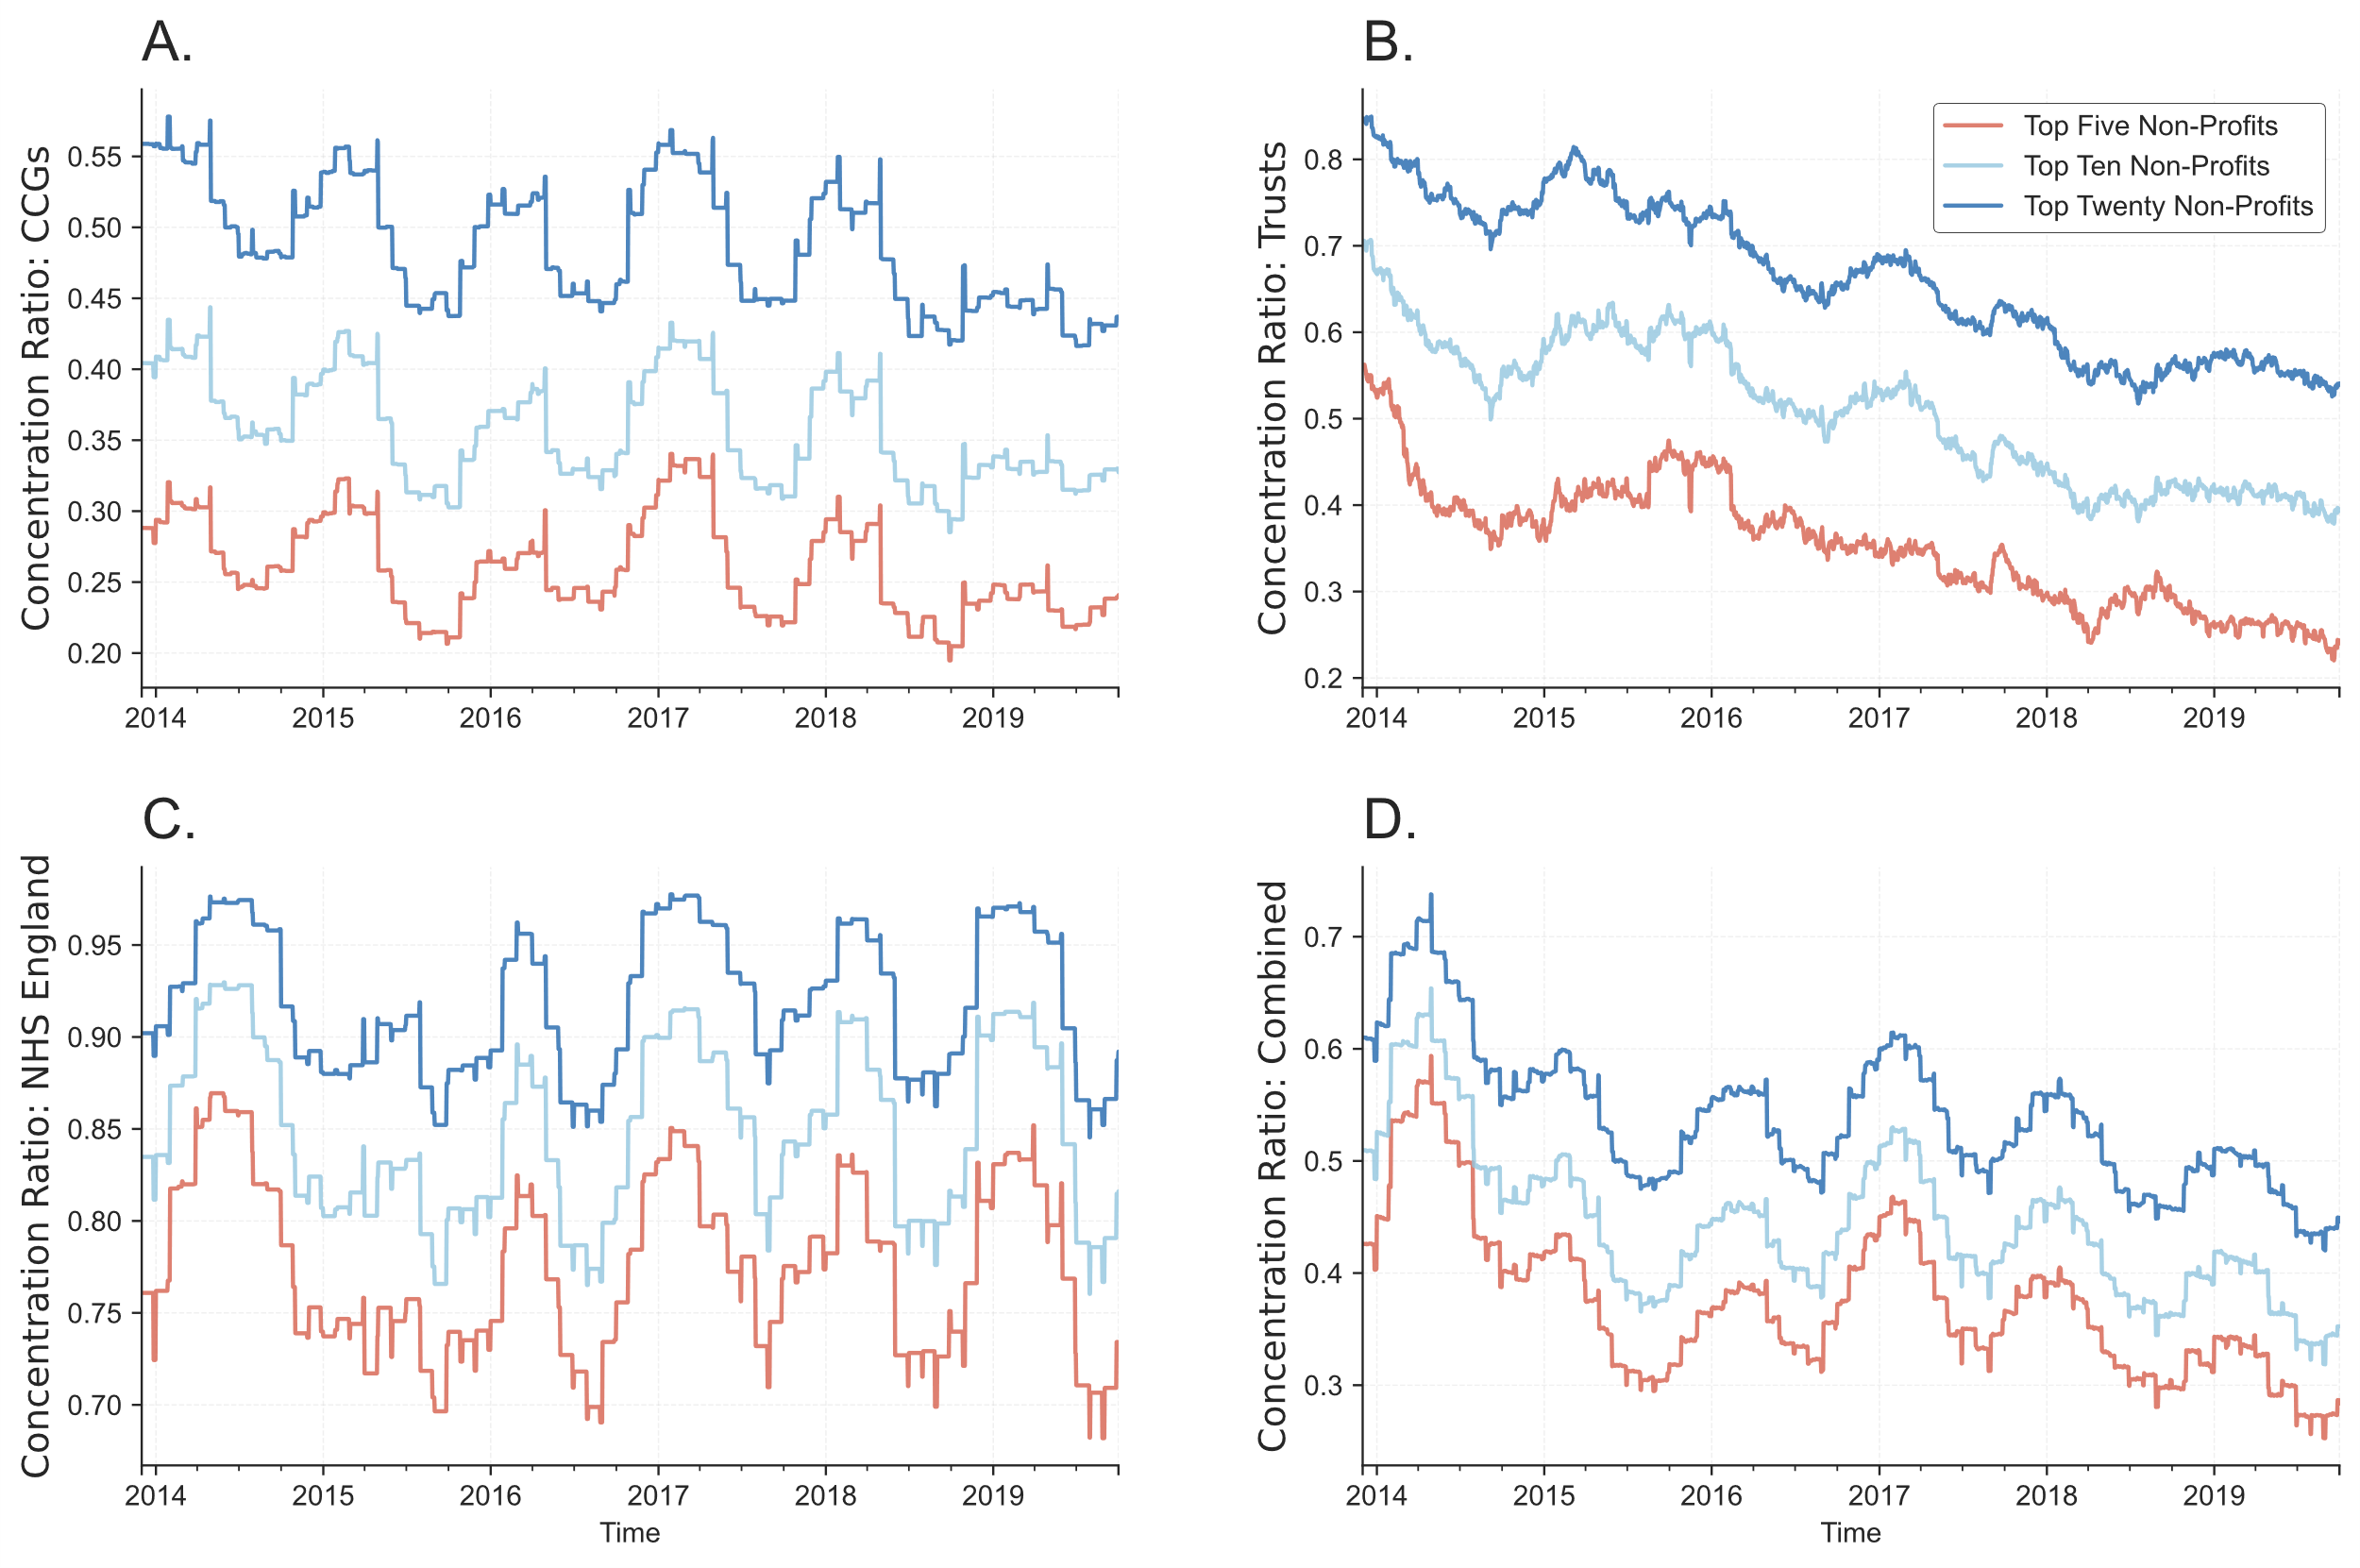 A.
Concentration Ratio: CCGs
0.55
0.50
0.45
0.40
0.35
0.30
0.25
0.20
2014 2015 2016 2017 2018 2019
B.
Concentration Ratio: Trusts
0.8
0.7
0.6
0.5
0.4
0.3
0.2
Top Five Non-Profits
Top Ten Non-Profits
Top Twenty Non-Profits
2014 2015 2016 2017 2018 2019
C.
Concentration Ratio: NHS England
0.95
0.90
0.85
0.80
0.75
0.70
2014 2015 2016 2017 2018 2019
Time
D.
Concentration Ratio: Combined
0.7
0.6
0.5
0.4
0.3
2014 2015 2016 2017 2018 2019
Time